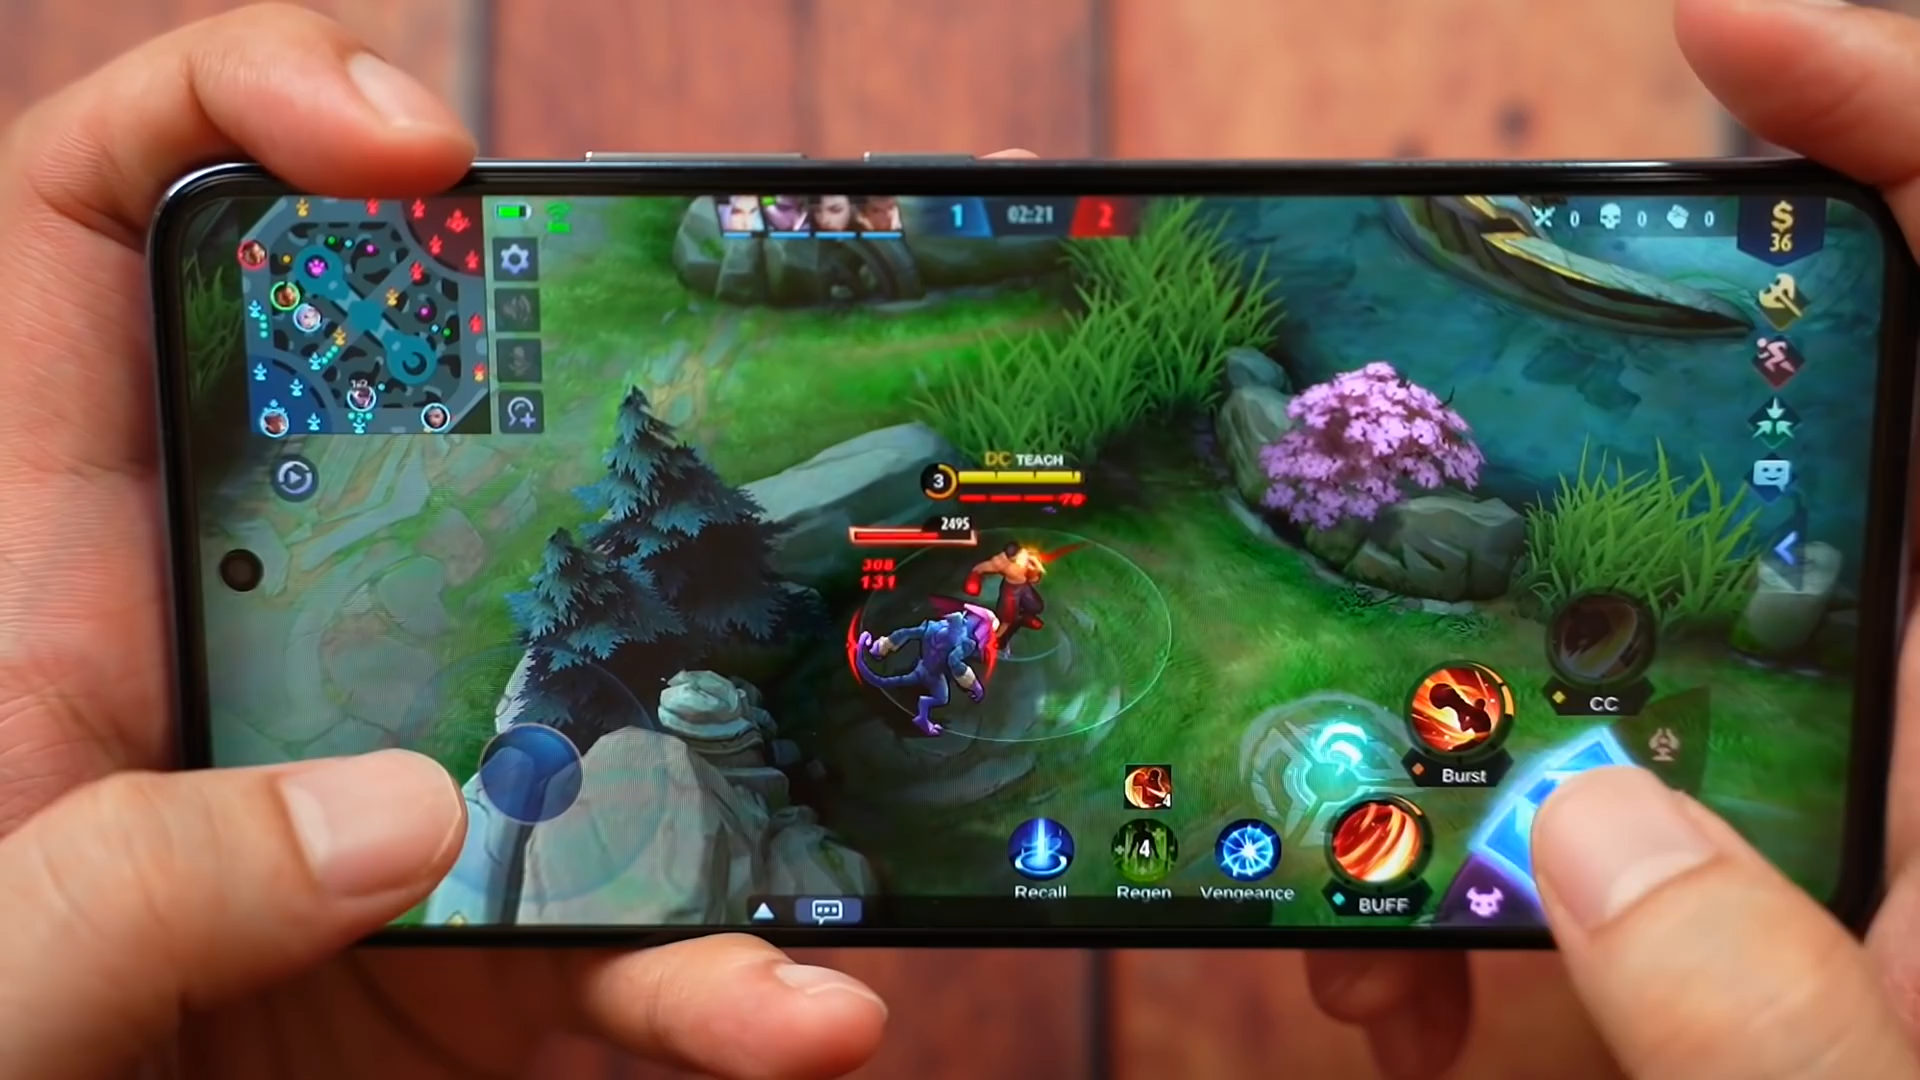 1 02:21 2
0 0 0
$
36
DC TEACH
3
70
2495
308
131
CC
Burst
4
4
Recall Regen Vengeance
BUFF